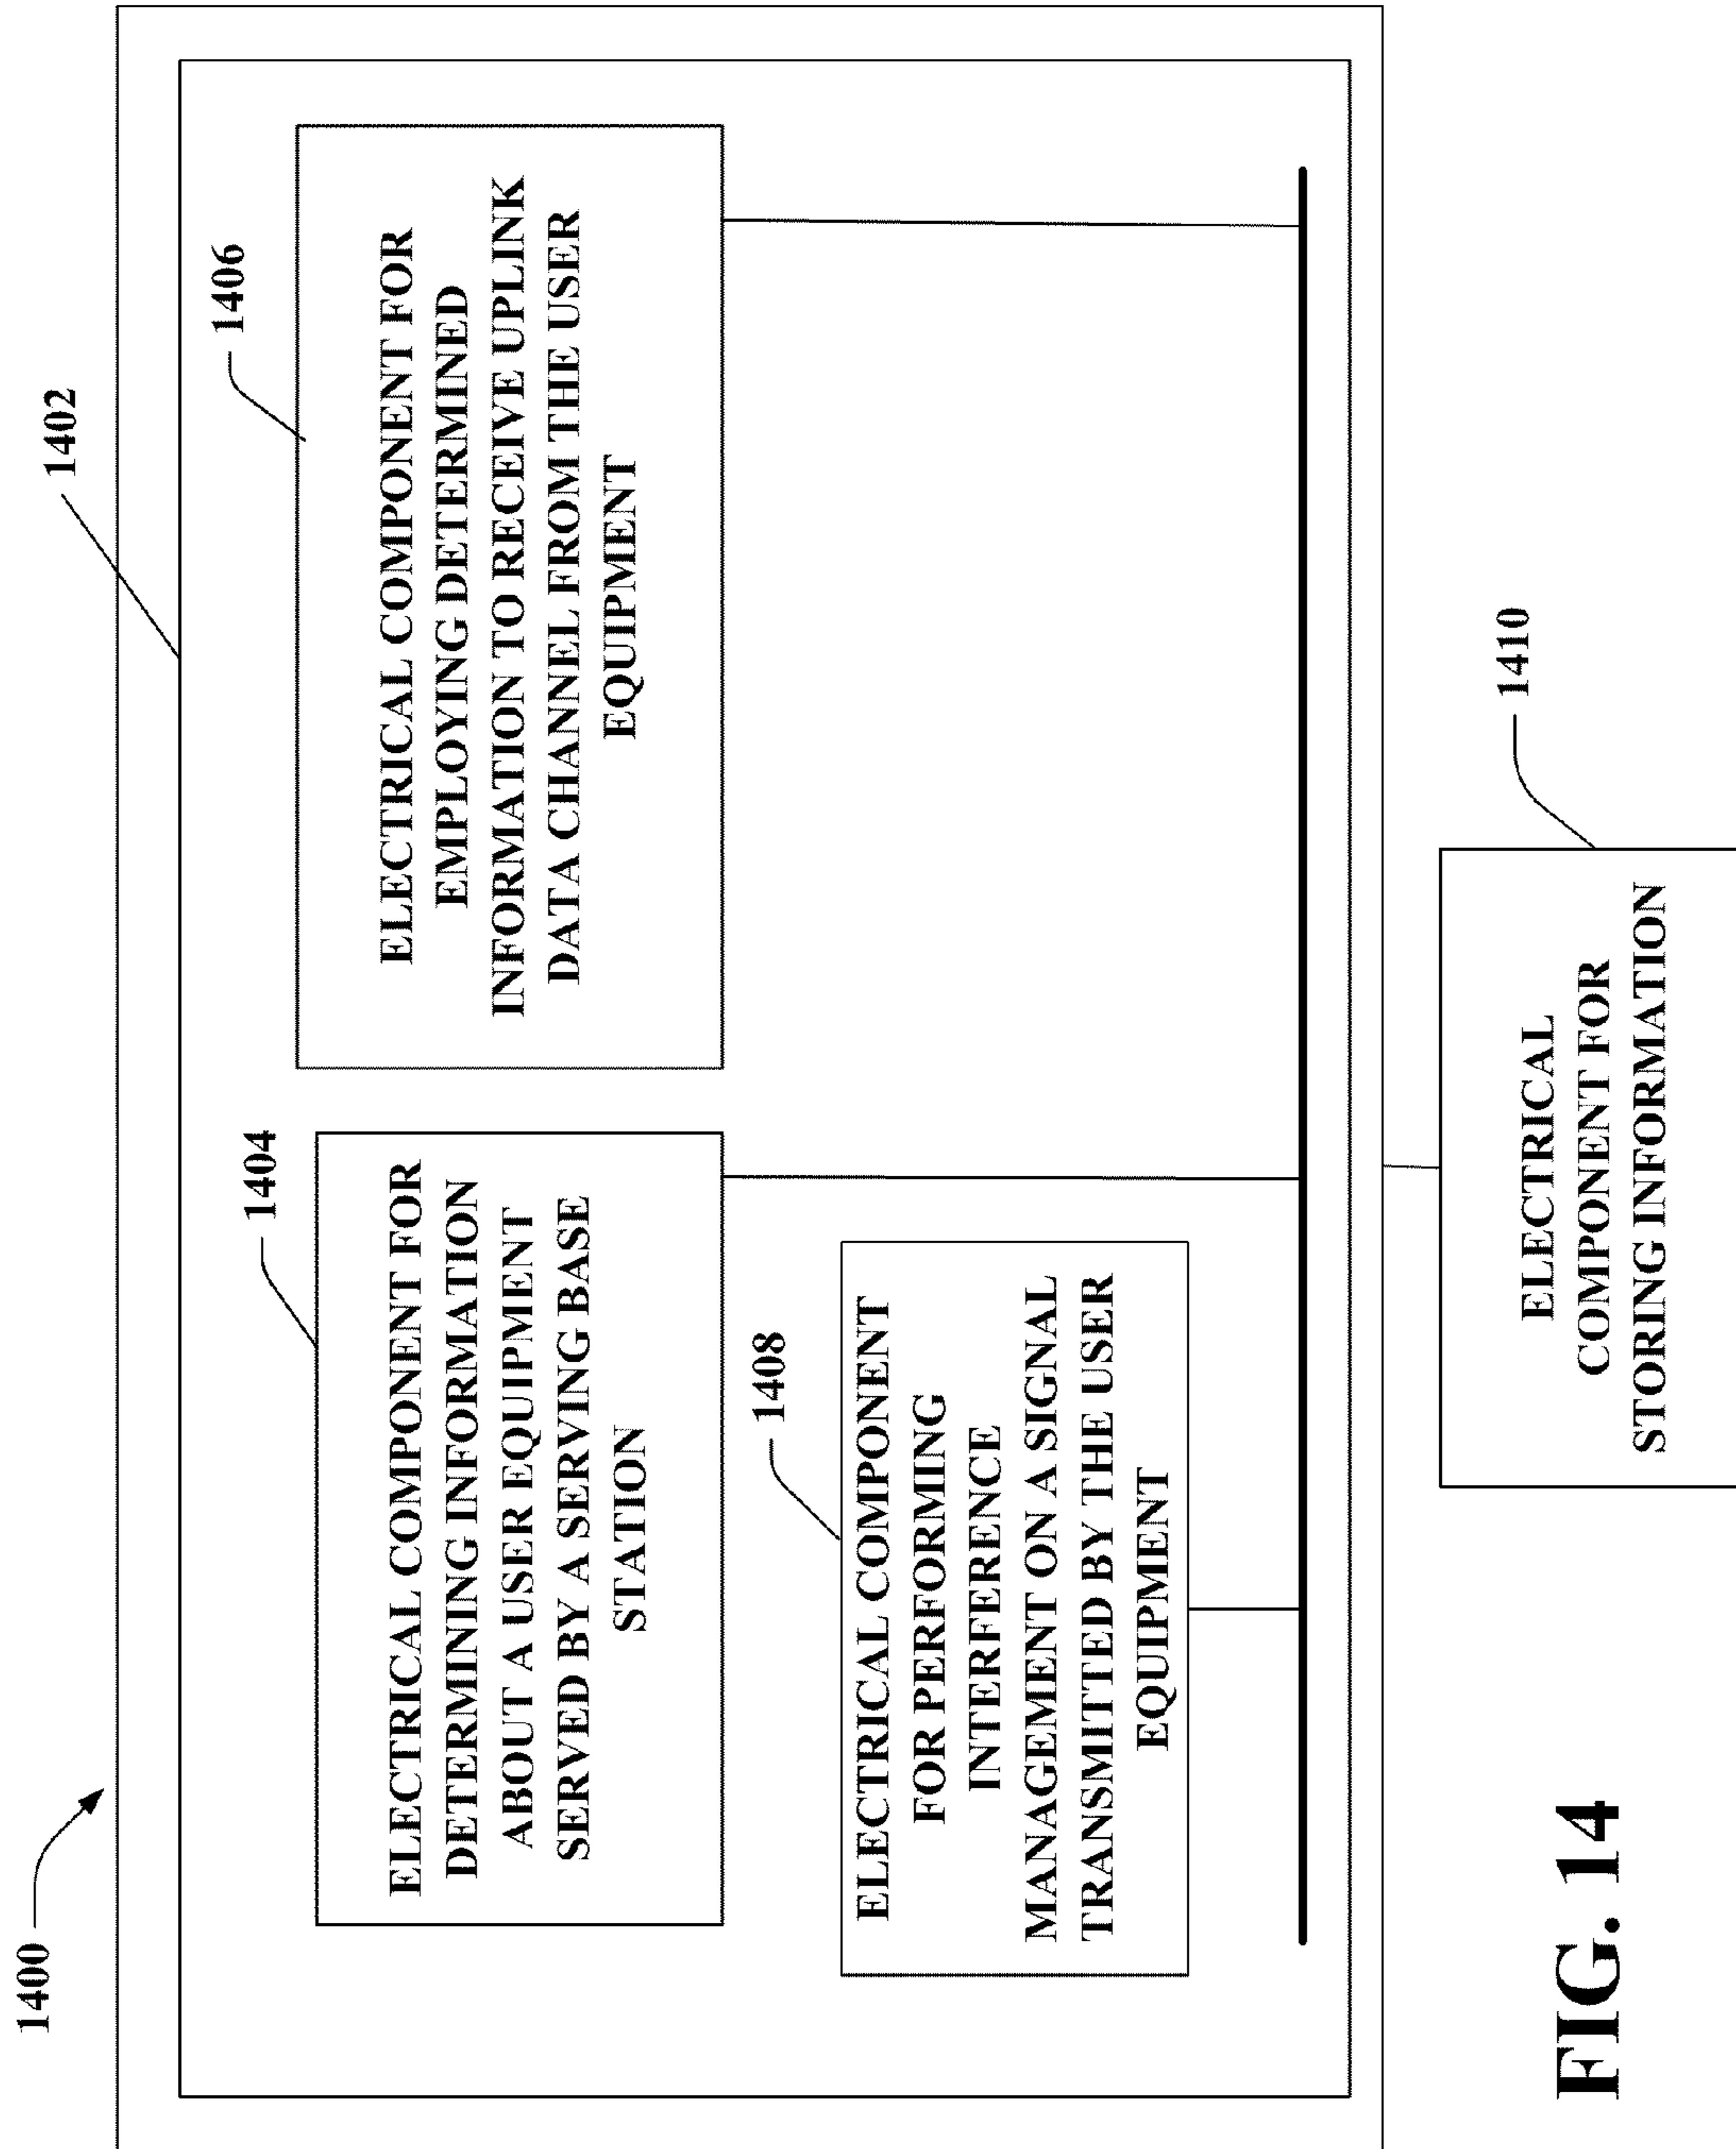 1400
1402
1404
ELECTRICAL COMPONENT FOR
DETERMINING INFORMATION
ABOUT A USER EQUIPMENT
SERVED BY A SERVING BASE
STATION
1406
ELECTRICAL COMPONENT FOR
EMPLOYING DETERMINED
INFORMATION TO RECEIVE UPLINK
DATA CHANNEL FROM THE USER
EQUIPMENT
1408
ELECTRICAL COMPONENT
FOR PERFORMING
INTERFERENCE
MANAGEMENT ON A SIGNAL
TRANSMITTED BY THE USER
EQUIPMENT
1410
ELECTRICAL
COMPONENT FOR
STORING INFORMATION
FIG. 14